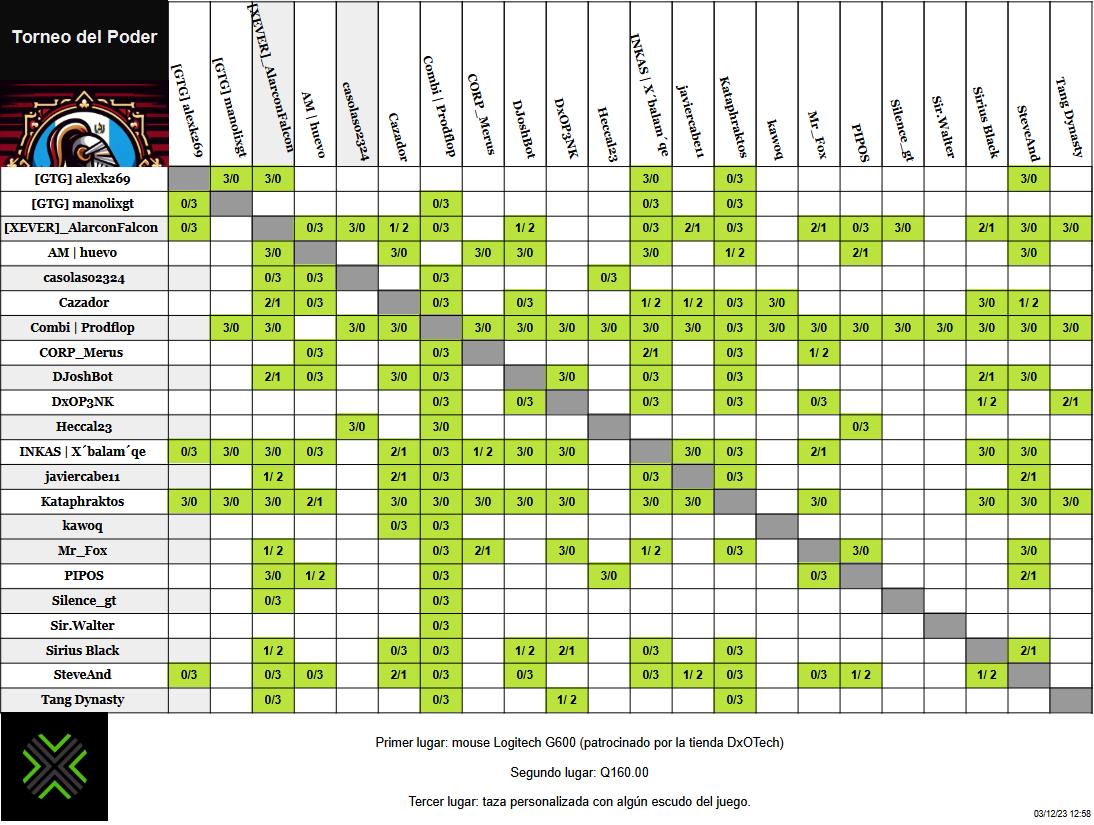 Torneo del Poder
[GTG] alexk269 [GTG] manolixgt [XEVER]_AlarconFalcon AM | huevo casolaso2324 Cazador Combi | Prodflop CORP_Merus DJoshBot DxOP3NK Heccal23 INKAS | X´balam´qe javiercabe11 Kataphraktos kawoq Mr_Fox PIPOS Silence_gt Sir.Walter Sirius Black SteveAnd Tang Dynasty
[GTG] alexk269 3/0 3/0 3/0 0/3 3/0
[GTG] manolixgt 0/3 0/3 0/3 0/3
[XEVER]_AlarconFalcon 0/3 0/3 3/0 1/ 2 0/3 1/ 2 0/3 2/1 0/3 2/1 0/3 3/0 2/1 3/0 3/0
AM | huevo 3/0 3/0 3/0 3/0 3/0 1/ 2 2/1 3/0
casolaso2324 0/3 0/3 0/3 0/3
Cazador 2/1 0/3 0/3 0/3 1/ 2 1/ 2 0/3 3/0 3/0 1/ 2
Combi | Prodflop 3/0 3/0 3/0 3/0 3/0 3/0 3/0 3/0 3/0 3/0 0/3 3/0 3/0 3/0 3/0 3/0 3/0 3/0 3/0
CORP_Merus 0/3 0/3 2/1 0/3 1/ 2
DJoshBot 2/1 0/3 3/0 0/3 3/0 0/3 0/3 2/1 3/0
DxOP3NK 0/3 0/3 0/3 0/3 0/3 1/ 2 2/1
Heccal23 3/0 3/0 0/3
INKAS | X´balam´qe 0/3 3/0 3/0 0/3 2/1 0/3 1/ 2 3/0 3/0 3/0 0/3 2/1 3/0 3/0
javiercabe11 1/ 2 2/1 0/3 0/3 0/3 2/1
Kataphraktos 3/0 3/0 3/0 2/1 3/0 3/0 3/0 3/0 3/0 3/0 3/0 3/0 3/0 3/0 3/0
kawoq 0/3 0/3
Mr_Fox 1/ 2 0/3 2/1 3/0 1/ 2 0/3 3/0 3/0
PIPOS 3/0 1/ 2 0/3 3/0 0/3 2/1
Silence_gt 0/3 0/3
Sir.Walter 0/3
Sirius Black 1/ 2 0/3 0/3 1/ 2 2/1 0/3 0/3 2/1
SteveAnd 0/3 0/3 0/3 2/1 0/3 0/3 0/3 1/ 2 0/3 0/3 1/ 2 1/ 2
Tang Dynasty 0/3 0/3 1/ 2 0/3
Primer lugar: mouse Logitech G600 (patrocinado por la tienda DxOTech)
Segundo lugar: Q160.00
Tercer lugar: taza personalizada con algún escudo del juego.
03/12/23 12:58